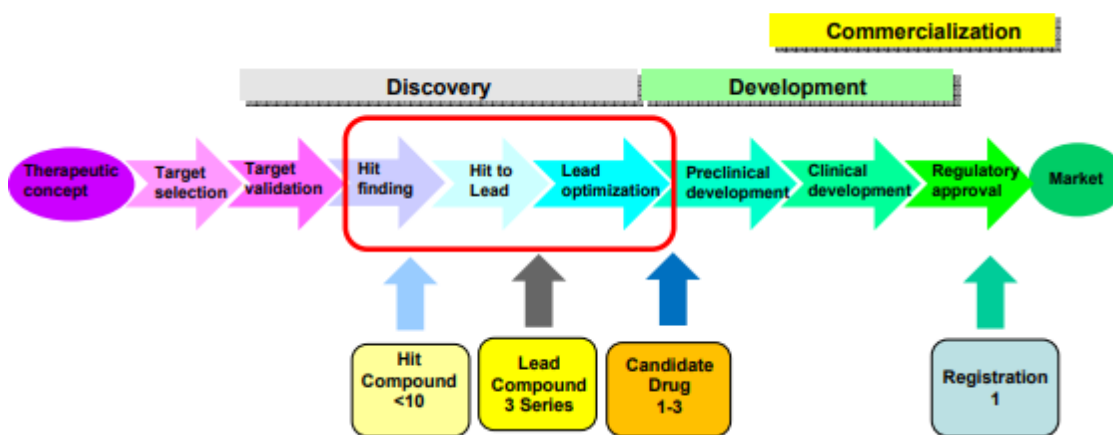 Commercialization
Discovery
Development
Therapeutic
concept
Target
selection
Target
validation
Hit
finding
Hit to
Lead
Lead
optimization
Preclinical
development
Clinical
development
Regulatory
approval
Market
Hit
Compound
<10
Lead
Compound
3 Series
Candidate
Drug
1-3
Registration
1